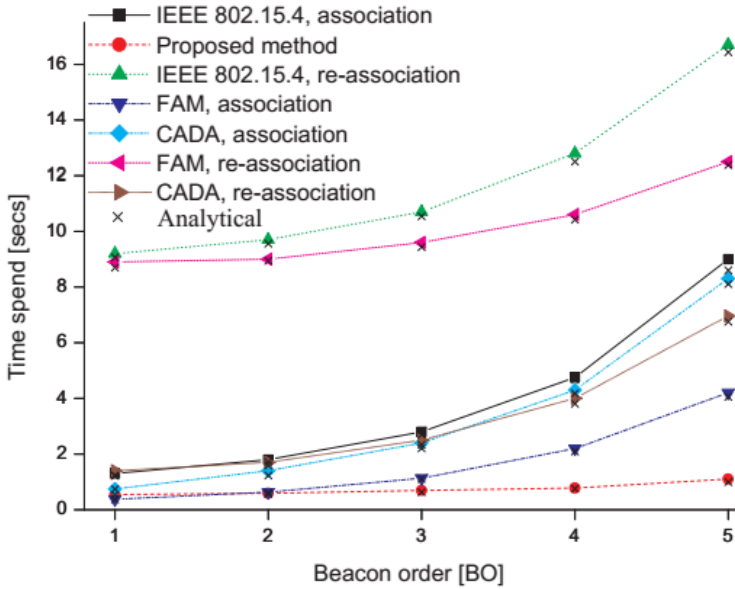 IEEE 802.15.4, association
Proposed method
IEEE 802.15.4, re-association
FAM, association
CADA, association
FAM, re-association
CADA, re-association
Analytical
Time spend [secs]
16
14
12
10
8
6
4
2
0
1 2 3 4 5
Beacon order [BO]